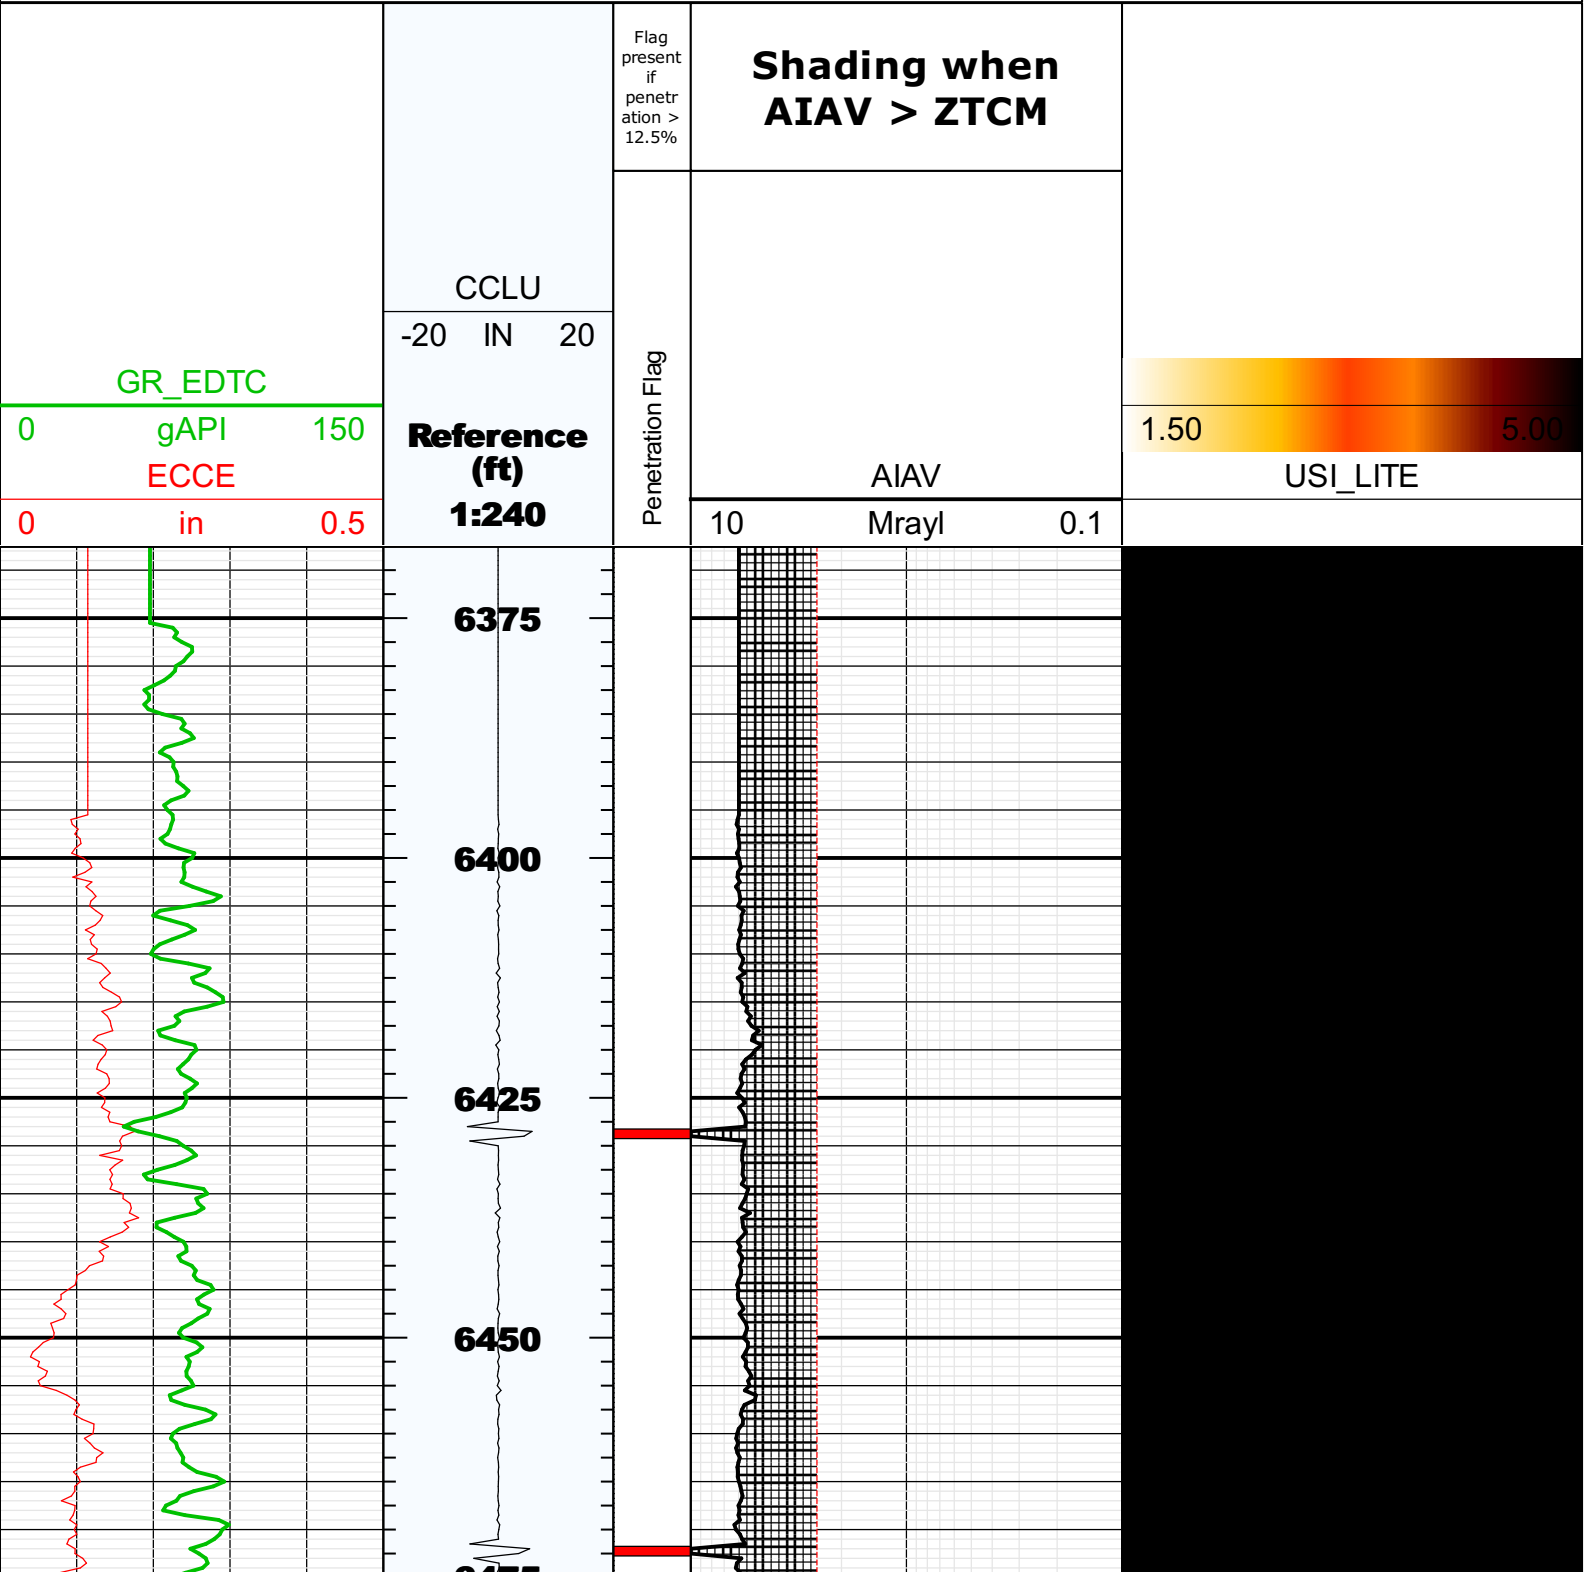 Flag
present
if
penetr
ation >
12.5%
Shading when
AIAV > ZTCM
CCLU
-20 IN 20
GR_EDTC
0 gAPI 150
ECCE
0 in 0.5
Reference
(ft)
1:240
Penetration Flag
AIAV
10 Mrayl 0.1
1.50 5.00
USI_LITE
6375
6400
6425
6450